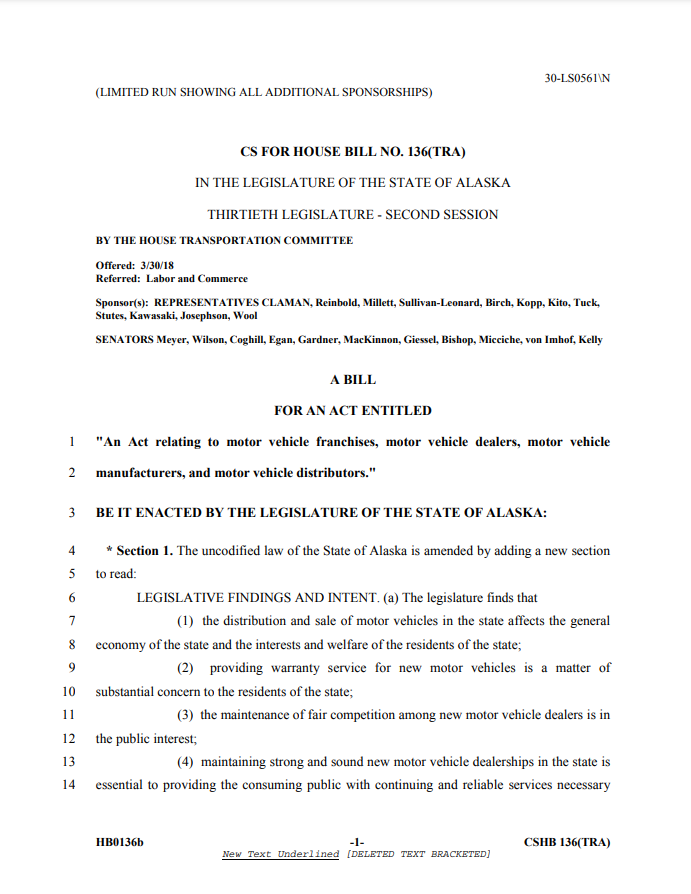 30-LS0561\N
(LIMITED RUN SHOWING ALL ADDITIONAL SPONSORSHIPS)
CS FOR HOUSE BILL NO. 136(TRA)
IN THE LEGISLATURE OF THE STATE OF ALASKA
THIRTIETH LEGISLATURE - SECOND SESSION
BY THE HOUSE TRANSPORTATION COMMITTEE
Offered: 3/30/18
Referred: Labor and Commerce
Sponsor(s): REPRESENTATIVES CLAMAN, Reinbold, Millett, Sullivan-Leonard, Birch, Kopp, Kito, Tuck,
Stutes, Kawasaki, Josephson, Wool
SENATORS Meyer, Wilson, Coghill, Egan, Gardner, MacKinnon, Giessel, Bishop, Micciche, von Imhof, Kelly
A BILL
FOR AN ACT ENTITLED
1 "An Act relating to motor vehicle franchises, motor vehicle dealers, motor vehicle
2 manufacturers, and motor vehicle distributors."
3 BE IT ENACTED BY THE LEGISLATURE OF THE STATE OF ALASKA:
4 * Section 1. The uncodified law of the State of Alaska is amended by adding a new section
5 to read:
6 LEGISLATIVE FINDINGS AND INTENT. (a) The legislature finds that
7 (1) the distribution and sale of motor vehicles in the state affects the general
8 economy of the state and the interests and welfare of the residents of the state;
9 (2) providing warranty service for new motor vehicles is a matter of
10 substantial concern to the residents of the state;
11 (3) the maintenance of fair competition among new motor vehicle dealers is in
12 the public interest;
13 (4) maintaining strong and sound new motor vehicle dealerships in the state is
14 essential to providing the consuming public with continuing and reliable services necessary
HB0136b -1- CSHB 136(TRA)
New Text Underlined [DELETED TEXT BRACKETED]